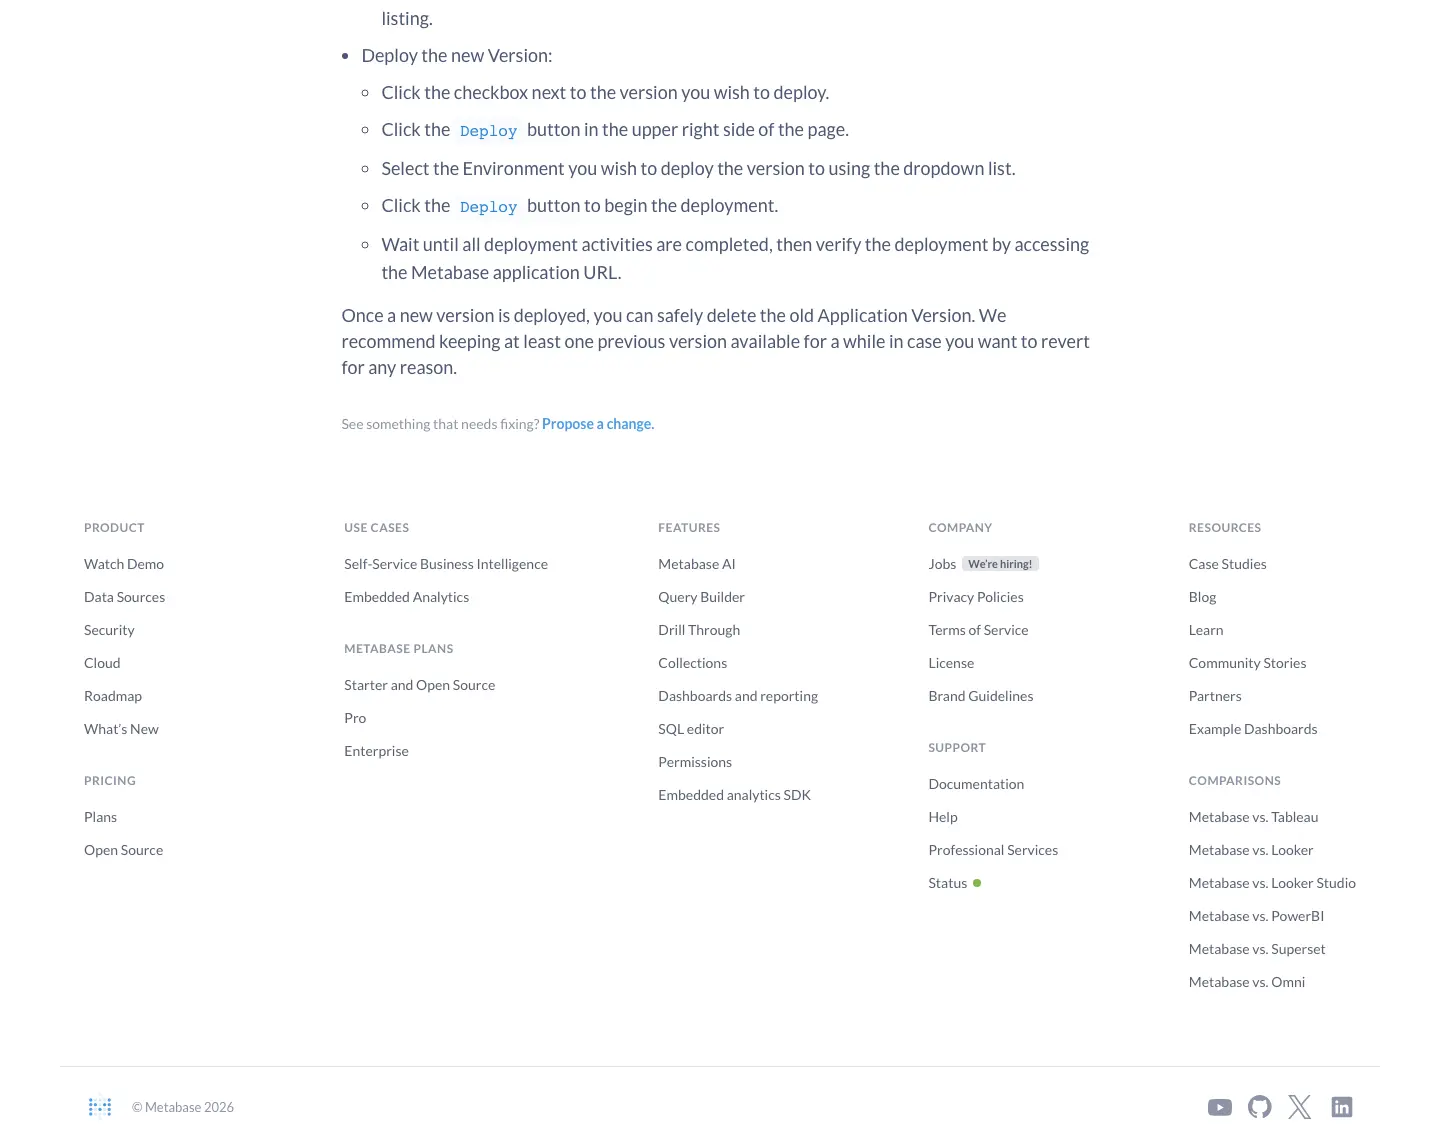 listing.
Deploy the new Version:
Click the checkbox next to the version you wish to deploy.
Click the Deploy button in the upper right side of the page.
Select the Environment you wish to deploy the version to using the dropdown list.
Click the Deploy button to begin the deployment.
Wait until all deployment activities are completed, then verify the deployment by accessing
the Metabase application URL.
Once a new version is deployed, you can safely delete the old Application Version. We
recommend keeping at least one previous version available for a while in case you want to revert
for any reason.
See something that needs fixing? Propose a change.
PRODUCT
Watch Demo
Data Sources
Security
Cloud
Roadmap
What's New
PRICING
Plans
Open Source
USE CASES
Self-Service Business Intelligence
Embedded Analytics
METABASE PLANS
Starter and Open Source
Pro
Enterprise
FEATURES
Metabase AI
Query Builder
Drill Through
Collections
Dashboards and reporting
SQL editor
Permissions
Embedded analytics SDK
COMPANY
Jobs We're hiring!
Privacy Policies
Terms of Service
License
Brand Guidelines
SUPPORT
Documentation
Help
Professional Services
Status
RESOURCES
Case Studies
Blog
Learn
Community Stories
Partners
Example Dashboards
COMPARISONS
Metabase vs. Tableau
Metabase vs. Looker
Metabase vs. Looker Studio
Metabase vs. PowerBI
Metabase vs. Superset
Metabase vs. Omni
© Metabase 2026